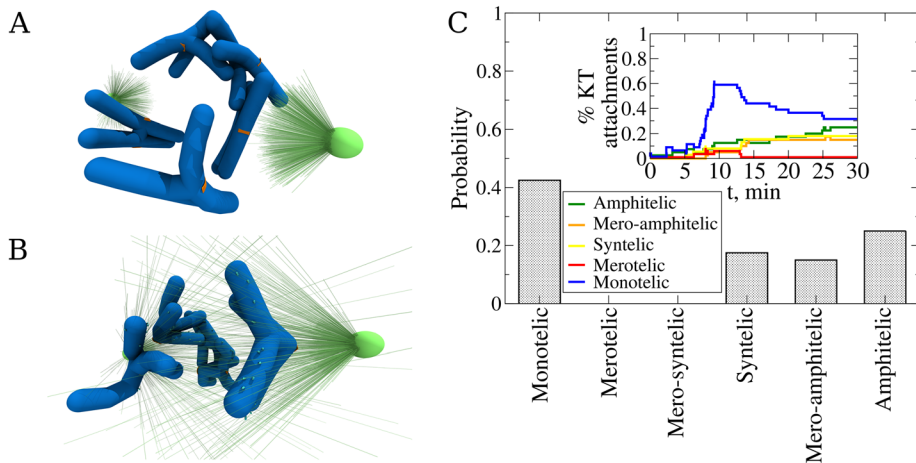 A
B
C
1
0.8
0.6
0.4
0.2
0
Probability
1
0.8
0.6
0.4
0.2
0
% KT
attachments
0 5 10 15 20 25 30
t, min
Amphitelic
Mero-amphitelic
Syntelic
Merotelic
Monotelic
Monotelic
Merotelic
Mero-syntelic
Syntelic
Mero-amphitelic
Amphitelic